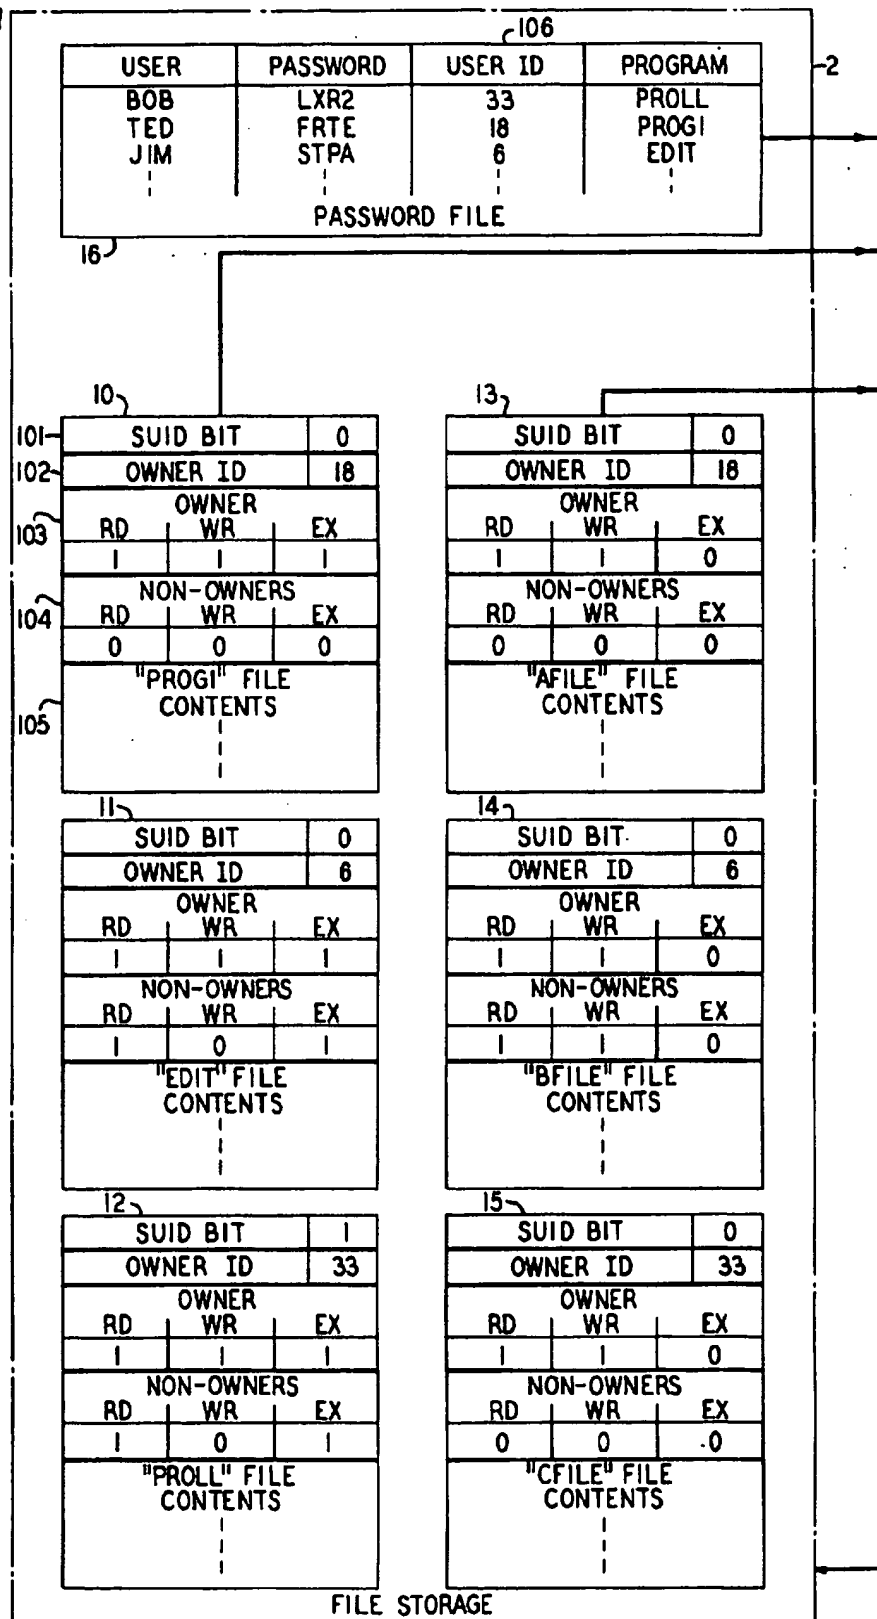 106
USER PASSWORD USER ID PROGRAM
2
BOB LXR2 33 PROLL
TED FRTE 18 PROG1
JIM STPA 6 EDIT
PASSWORD FILE
16
10
101 SUID BIT 0
102 OWNER ID 18
OWNER
103 RD WR EX
1 1 1
NON-OWNERS
104 RD WR EX
0 0 0
"PROG1" FILE
105 CONTENTS
13
SUID BIT 0
OWNER ID 18
OWNER
RD WR EX
1 1 0
NON-OWNERS
RD WR EX
0 0 0
"AFILE" FILE
CONTENTS
11
SUID BIT 0
OWNER ID 6
OWNER
RD WR EX
1 1 1
NON-OWNERS
RD WR EX
1 0 1
"EDIT" FILE
CONTENTS
14
SUID BIT 0
OWNER ID 6
OWNER
RD WR EX
1 1 0
NON-OWNERS
RD WR EX
1 1 0
"BFILE" FILE
CONTENTS
12
SUID BIT 1
OWNER ID 33
OWNER
RD WR EX
1 1 1
NON-OWNERS
RD WR EX
1 0 1
"PROLL" FILE
CONTENTS
15
SUID BIT 0
OWNER ID 33
OWNER
RD WR EX
1 1 0
NON-OWNERS
RD WR EX
0 0 0
"CFILE" FILE
CONTENTS
FILE STORAGE